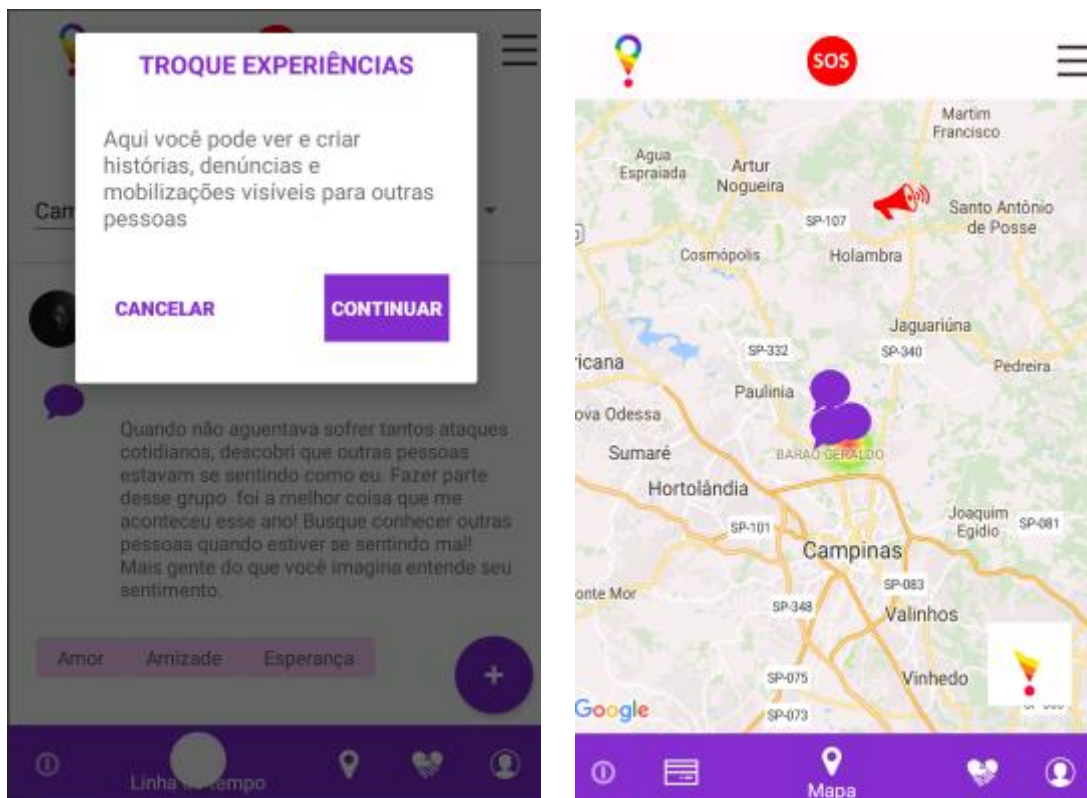 TROQUE EXPERIÊNCIAS
Aqui você pode ver e criar
histórias, denúncias e
mobilizações visíveis para outras
pessoas
CANCELAR
CONTINUAR
Cam
Quando não aguentava sofrer tantos ataques
cotidianos, descobri que outras pessoas
estavam se sentindo como eu. Fazer parte
desse grupo foi a melhor coisa que me
aconteceu esse ano! Busque conhecer outras
pessoas quando estiver se sentindo mal!
Mais gente do que você imagina entende seu
sentimento.
Amor Amizade Esperança
+
Linha tempo
SOS
Martim
Francisco
Agua
Espraiada
Artur
Nogueira
Santo Antônio
de Posse
SP-107
Cosmópolis
Holambra
Jaguariúna
SP-332
SP-340
ricana
Pedreira
Paulinia
ova Odessa
Sumaré
BARÃO GERALDO
Hortolândia
Joaquim
Egidio
SP-081
SP-101
Campinas
SP-083
onte Mor
SP-348
Valinhos
SP-075
Vinhedo
Google
SP-073
Mapa